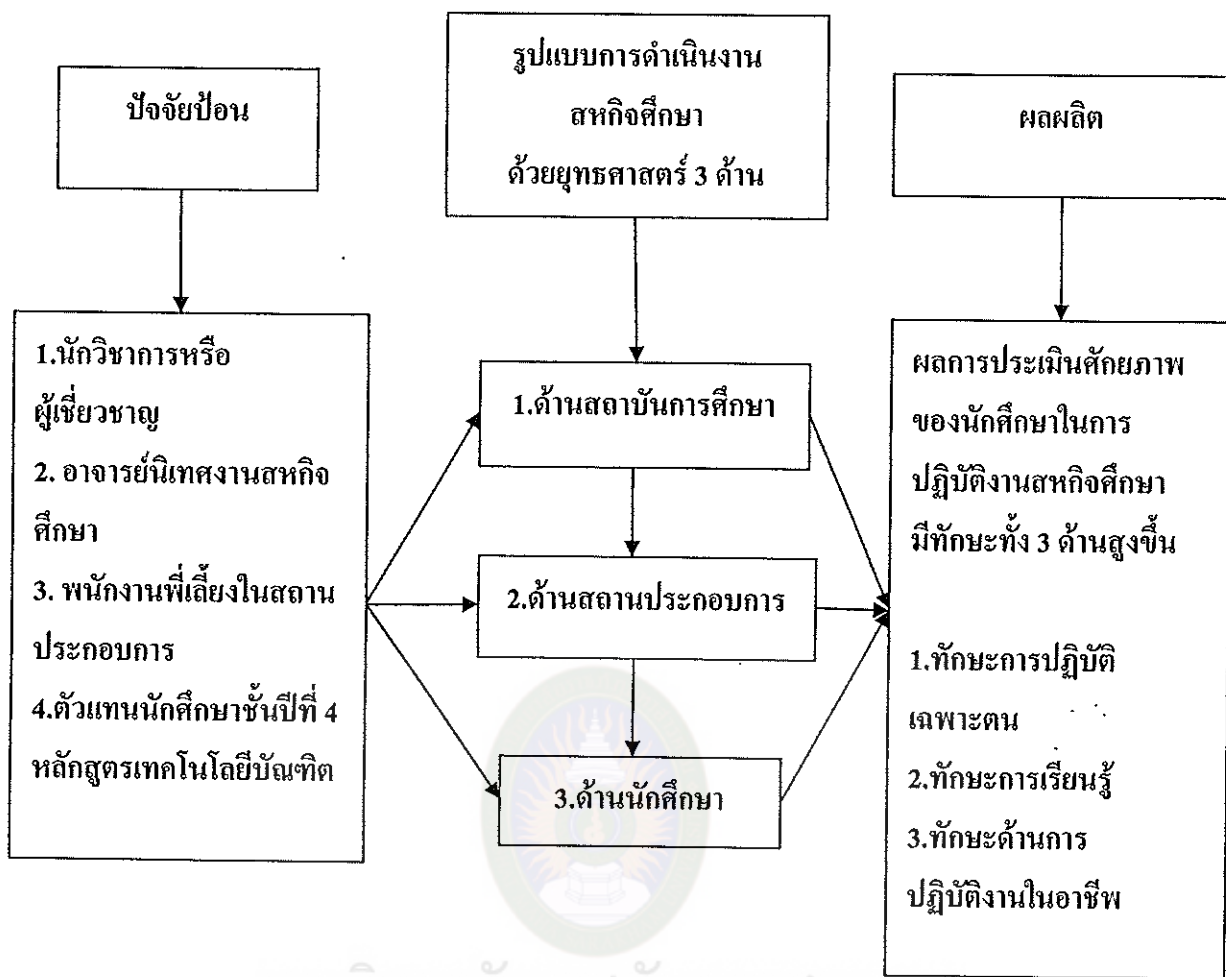 ปัจจัยป้อน
รูปแบบการดำเนินงาน
สหกิจศึกษา
ด้วยยุทธศาสตร์ 3 ด้าน
ผลผลิต
1.นักวิชาการหรือ
ผู้เชี่ยวชาญ
2. อาจารย์นิเทศงานสหกิจ
ศึกษา
3. พนักงานพี่เลี้ยงในสถาน
ประกอบการ
4.ตัวแทนนักศึกษาชั้นปีที่ 4
หลักสูตรเทคโนโลยีบัณฑิต
1.ด้านสถาบันการศึกษา
2.ด้านสถานประกอบการ
3.ด้านนักศึกษา
ผลการประเมินศักยภาพ
ของนักศึกษาในการ
ปฏิบัติงานสหกิจศึกษา
มีทักษะทั้ง 3 ด้านสูงขึ้น
1.ทักษะการปฏิบัติ
เฉพาะตน
2.ทักษะการเรียนรู้
3.ทักษะด้านการ
ปฏิบัติงานในอาชีพ